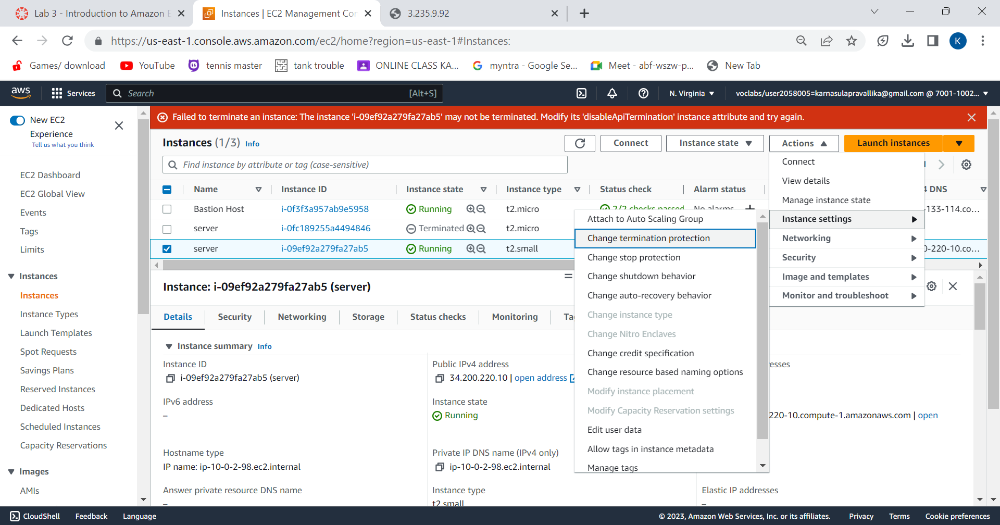 Lab 3 - Introduction to Amazon E
Instances | EC2 Management Con
3.235.9.92
https://us-east-1.console.aws.amazon.com/ec2/home?region=us-east-1#Instances:
K
Games/ download
YouTube
tennis master
tank trouble
ONLINE CLASS KA...
myntra - Google Se...
Meet - abf-wszw-p...
New Tab
aws
Services
Search
[Alt+S]
N. Virginia
voclabs/user2058005=karnasulapravallika@gmail.com @ 7001-1002...
New EC2
Experience
Tell us what you think
EC2 Dashboard
EC2 Global View
Events
Tags
Limits
Instances
Instances
Instance Types
Launch Templates
Spot Requests
Savings Plans
Reserved Instances
Dedicated Hosts
Scheduled Instances
Capacity Reservations
Images
AMIs
Failed to terminate an instance: The instance 'i-09ef92a279fa27ab5' may not be terminated. Modify its 'disableApiTermination' instance attribute and try again.
Instances (1/3) Info
Connect
Instance state
Actions
Launch instances
Find instance by attribute or tag (case-sensitive)
Name
Instance ID
Instance state
Instance type
Status check
Alarm status
4 DNS
Bastion Host
i-0f3f3a957ab9e5958
Running
t2.micro
2/2 checks passed
No alarms
-133-114.co...
server
i-0fc189255a4494846
Terminated
t2.micro
server
i-09ef92a279fa27ab5
Running
t2.small
0-220-10.co...
Connect
View details
Manage instance state
Instance settings
Networking
Security
Image and templates
Monitor and troubleshoot
Attach to Auto Scaling Group
Change termination protection
Change stop protection
Change shutdown behavior
Change auto-recovery behavior
Change instance type
Change Nitro Enclaves
Change credit specification
Change resource based naming options
Modify instance placement
Modify Capacity Reservation settings
Edit user data
Allow tags in instance metadata
Manage tags
Instance: i-09ef92a279fa27ab5 (server)
Details
Security
Networking
Storage
Status checks
Monitoring
Tag
Instance summary Info
Instance ID
i-09ef92a279fa27ab5 (server)
Public IPv4 address
34.200.220.10 | open address
esses
IPv6 address
–
Instance state
Running
220-10.compute-1.amazonaws.com | open
Hostname type
IP name: ip-10-0-2-98.ec2.internal
Private IP DNS name (IPv4 only)
ip-10-0-2-98.ec2.internal
Answer private resource DNS name
–
Instance type
t2.small
Elastic IP addresses
–
CloudShell
Feedback
Language
© 2023, Amazon Web Services, Inc. or its affiliates.
Privacy
Terms
Cookie preferences